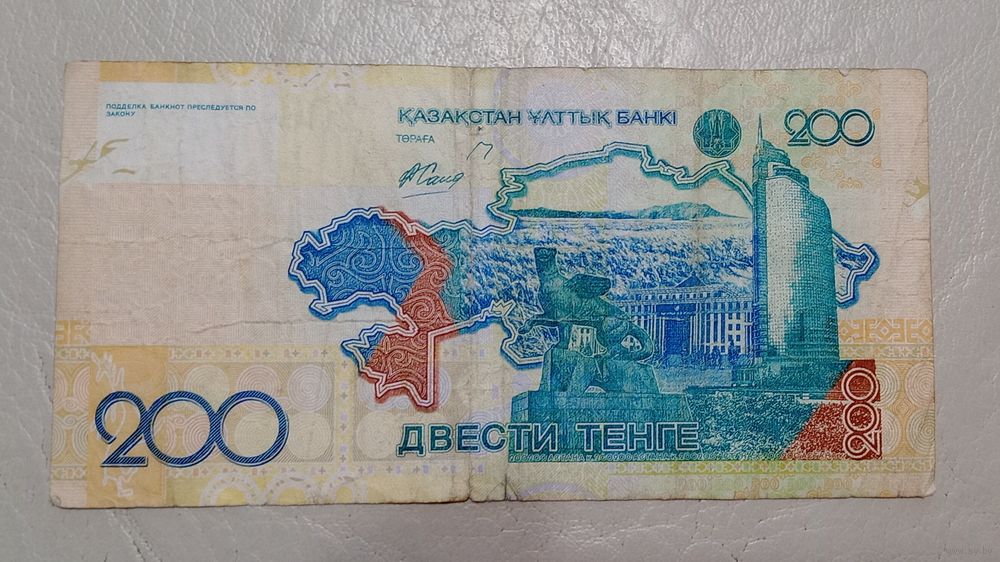 ПОДДЕЛКА БАНКНОТ ПРЕСЛЕДУЕТСЯ ПО
ЗАКОНУ
ҚАЗАҚСТАН ҰЛТТЫҚ БАНКІ
ТӨРАҒА
200
200
ДВЕСТИ ТЕНГЕ
200